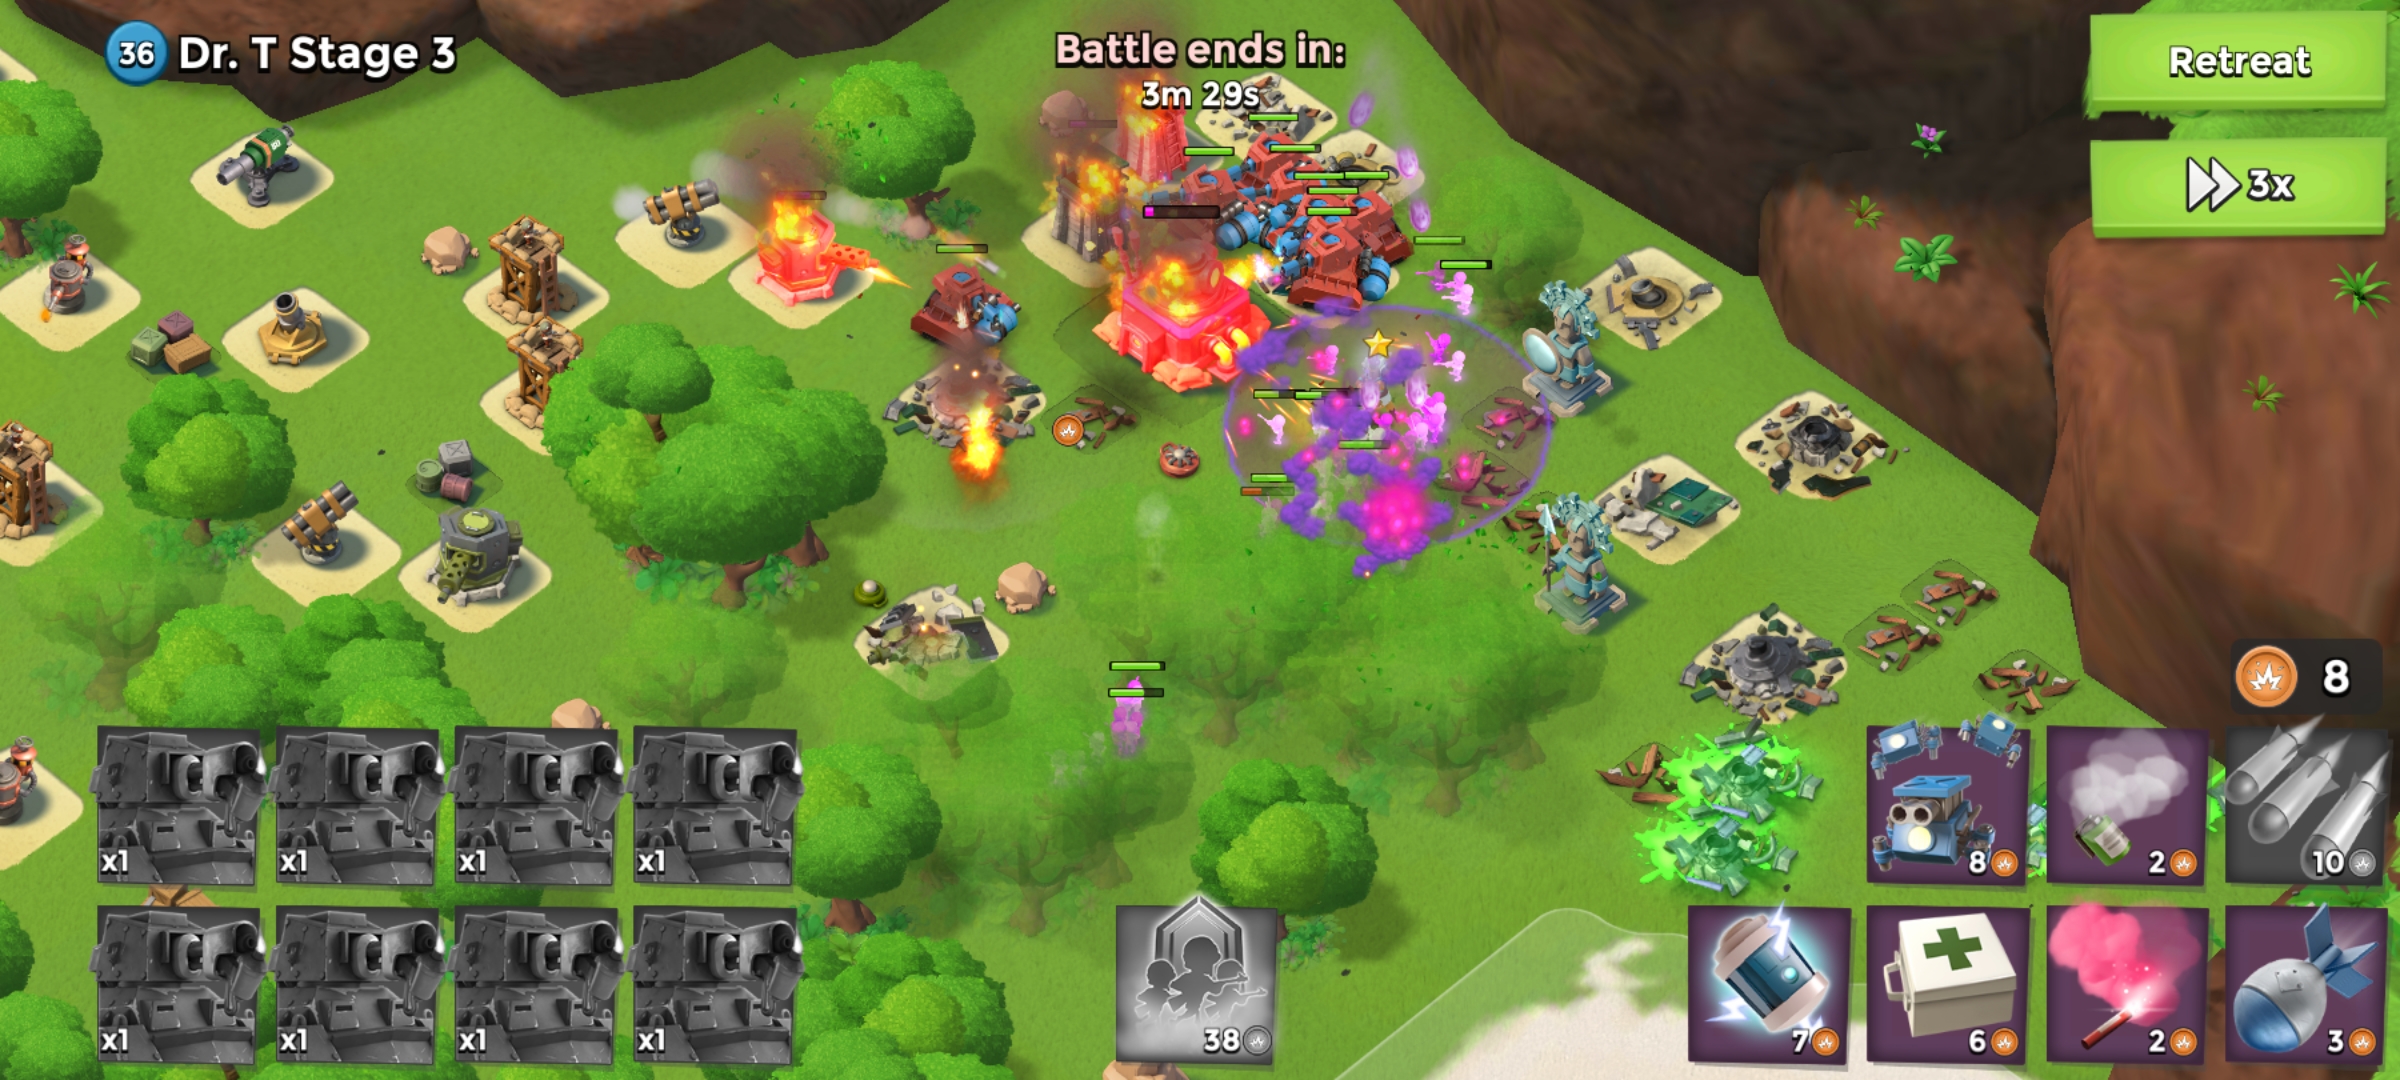 36 Dr. T Stage 3
Battle ends in:
3m 29s
Retreat
3x
8
x1 x1 x1 x1
8 2 10
x1 x1 x1 x1
38
7 6 2 3